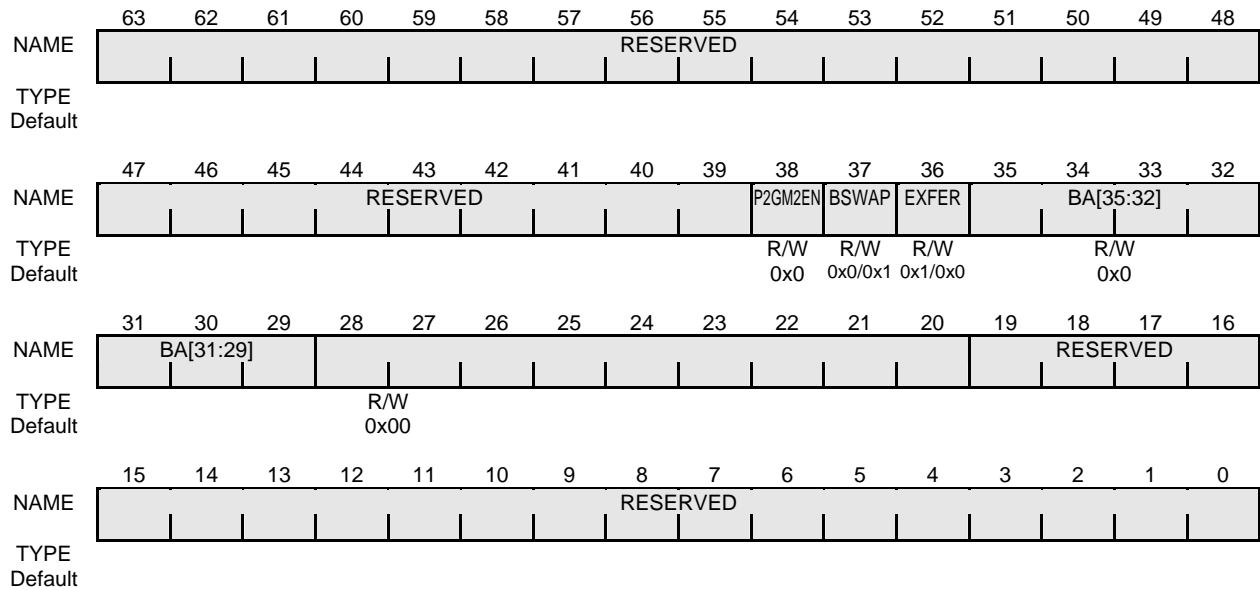 63 62 61 60 59 58 57 56 55 54 53 52 51 50 49 48
NAME RESERVED
TYPE
Default
47 46 45 44 43 42 41 40 39 38 37 36 35 34 33 32
NAME RESERVED P2GM2EN BSWAP EXFER BA[35:32]
TYPE R/W R/W R/W R/W
Default 0x0 0x0/0x1 0x1/0x0 0x0
31 30 29 28 27 26 25 24 23 22 21 20 19 18 17 16
NAME BA[31:29] RESERVED
TYPE R/W
Default 0x00
15 14 13 12 11 10 9 8 7 6 5 4 3 2 1 0
NAME RESERVED
TYPE
Default